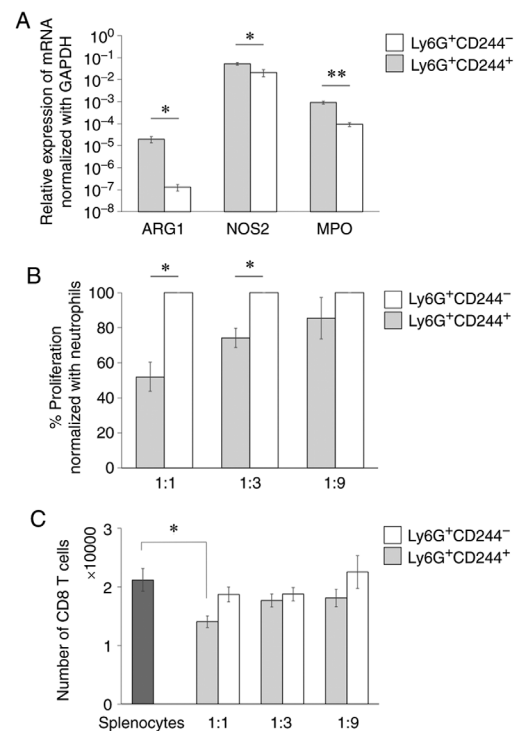 A
Relative expression of mRNA
normalized with GAPDH
10⁰
10⁻¹
10⁻²
10⁻³
10⁻⁴
10⁻⁵
10⁻⁶
10⁻⁷
10⁻⁸
*
*
**
ARG1 NOS2 MPO
Ly6G⁺CD244⁻
Ly6G⁺CD244⁺
B
% Proliferation
normalized with neutrophils
100
80
60
40
20
0
*
*
1:1 1:3 1:9
Ly6G⁺CD244⁻
Ly6G⁺CD244⁺
C
Number of CD8 T cells
×10000
3
2
1
0
*
Splenocytes 1:1 1:3 1:9
Ly6G⁺CD244⁻
Ly6G⁺CD244⁺